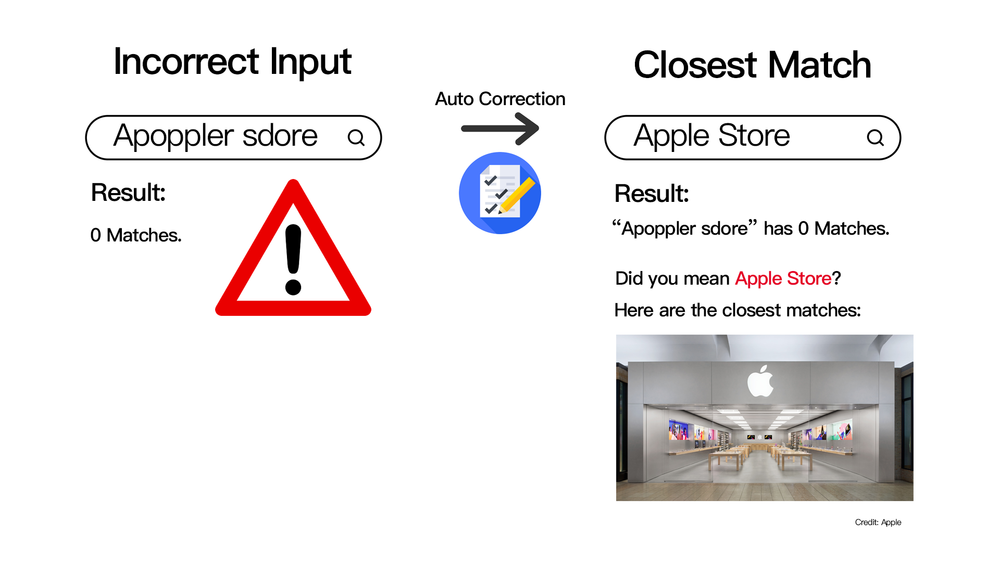 Incorrect Input
Apoppler sdore
Result:
0 Matches.
Auto Correction
Closest Match
Apple Store
Result:
“Apoppler sdore” has 0 Matches.
Did you mean Apple Store?
Here are the closest matches:
Credit: Apple